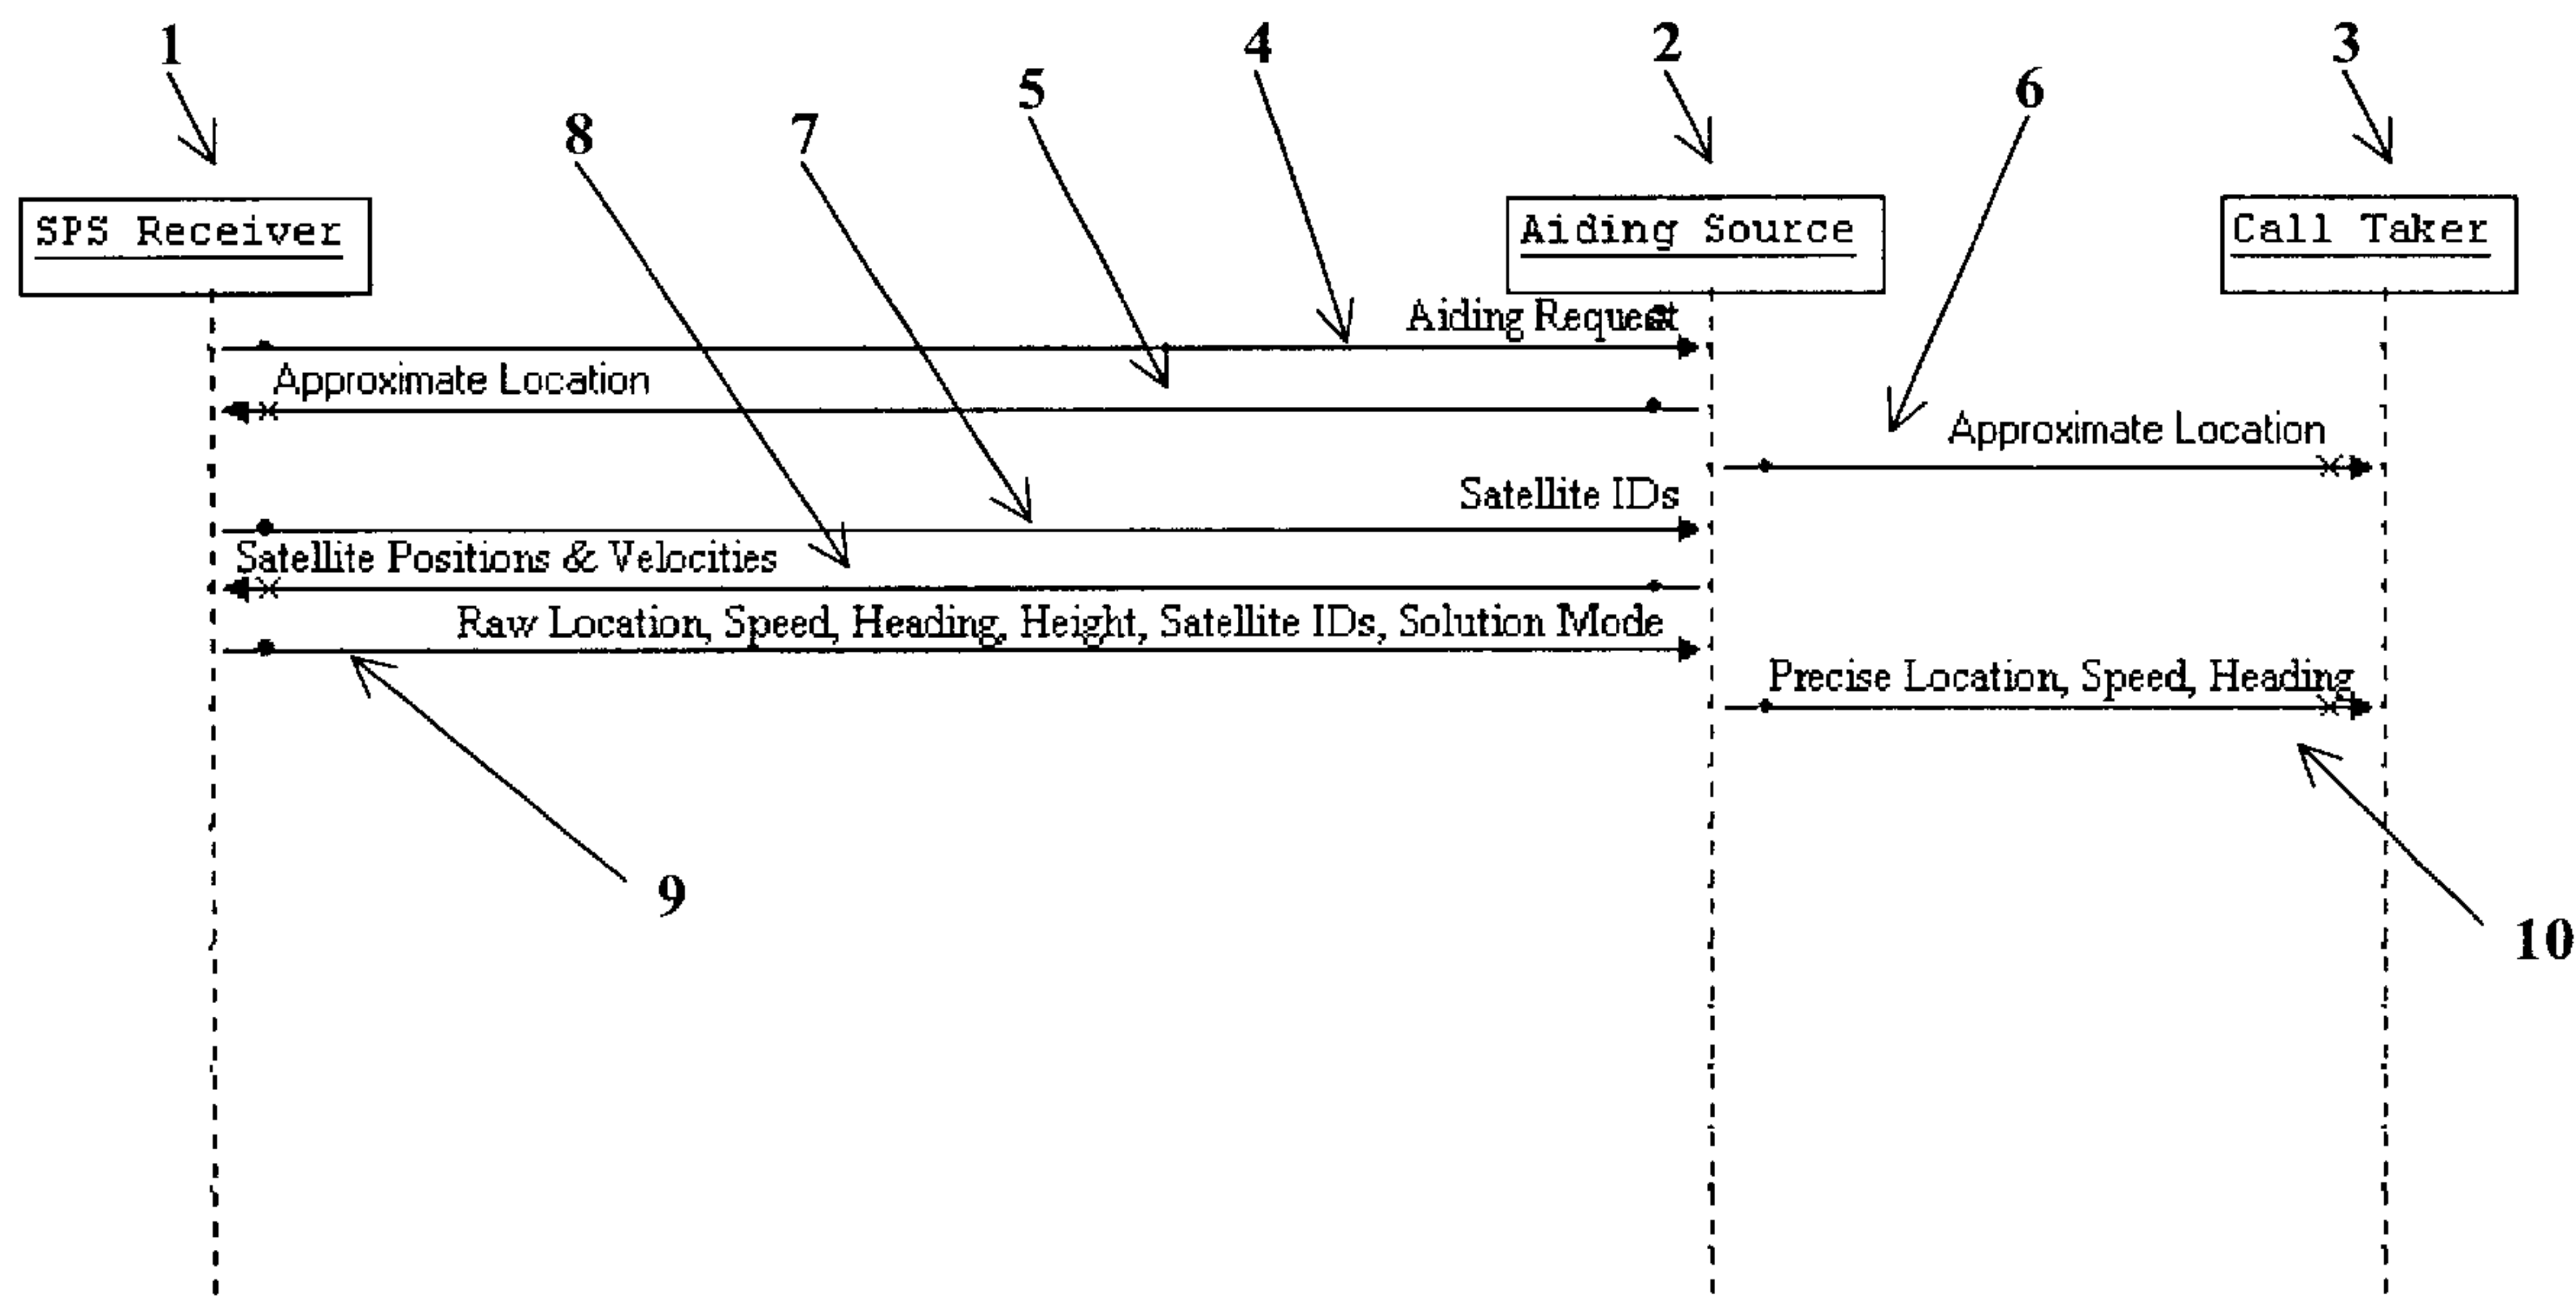 1
2
3
4
5
6
7
8
SPS Receiver
Aiding Source
Call Taker
Aiding Request
Approximate Location
Approximate Location
Satellite IDs
Satellite Positions & Velocities
Raw Location, Speed, Heading, Height, Satellite IDs, Solution Mode
Precise Location, Speed, Heading
9
10